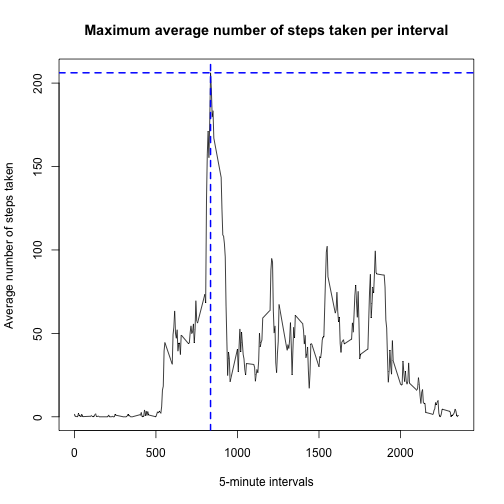 Maximum average number of steps taken per interval
Average number of steps taken
200
150
100
50
0
0 500 1000 1500 2000
5-minute intervals